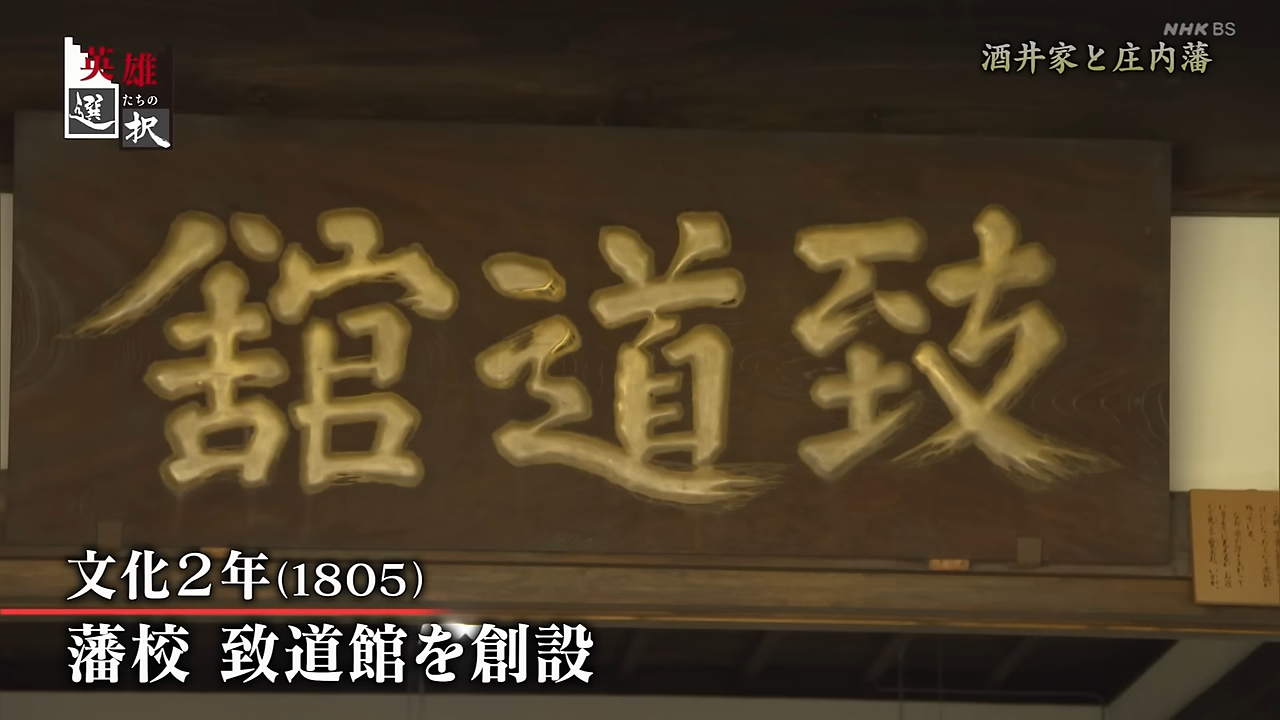 NHK BS
酒井家と庄内藩
英雄
たちの
選択
致道舘
文化2年(1805)
藩校 致道館を創設